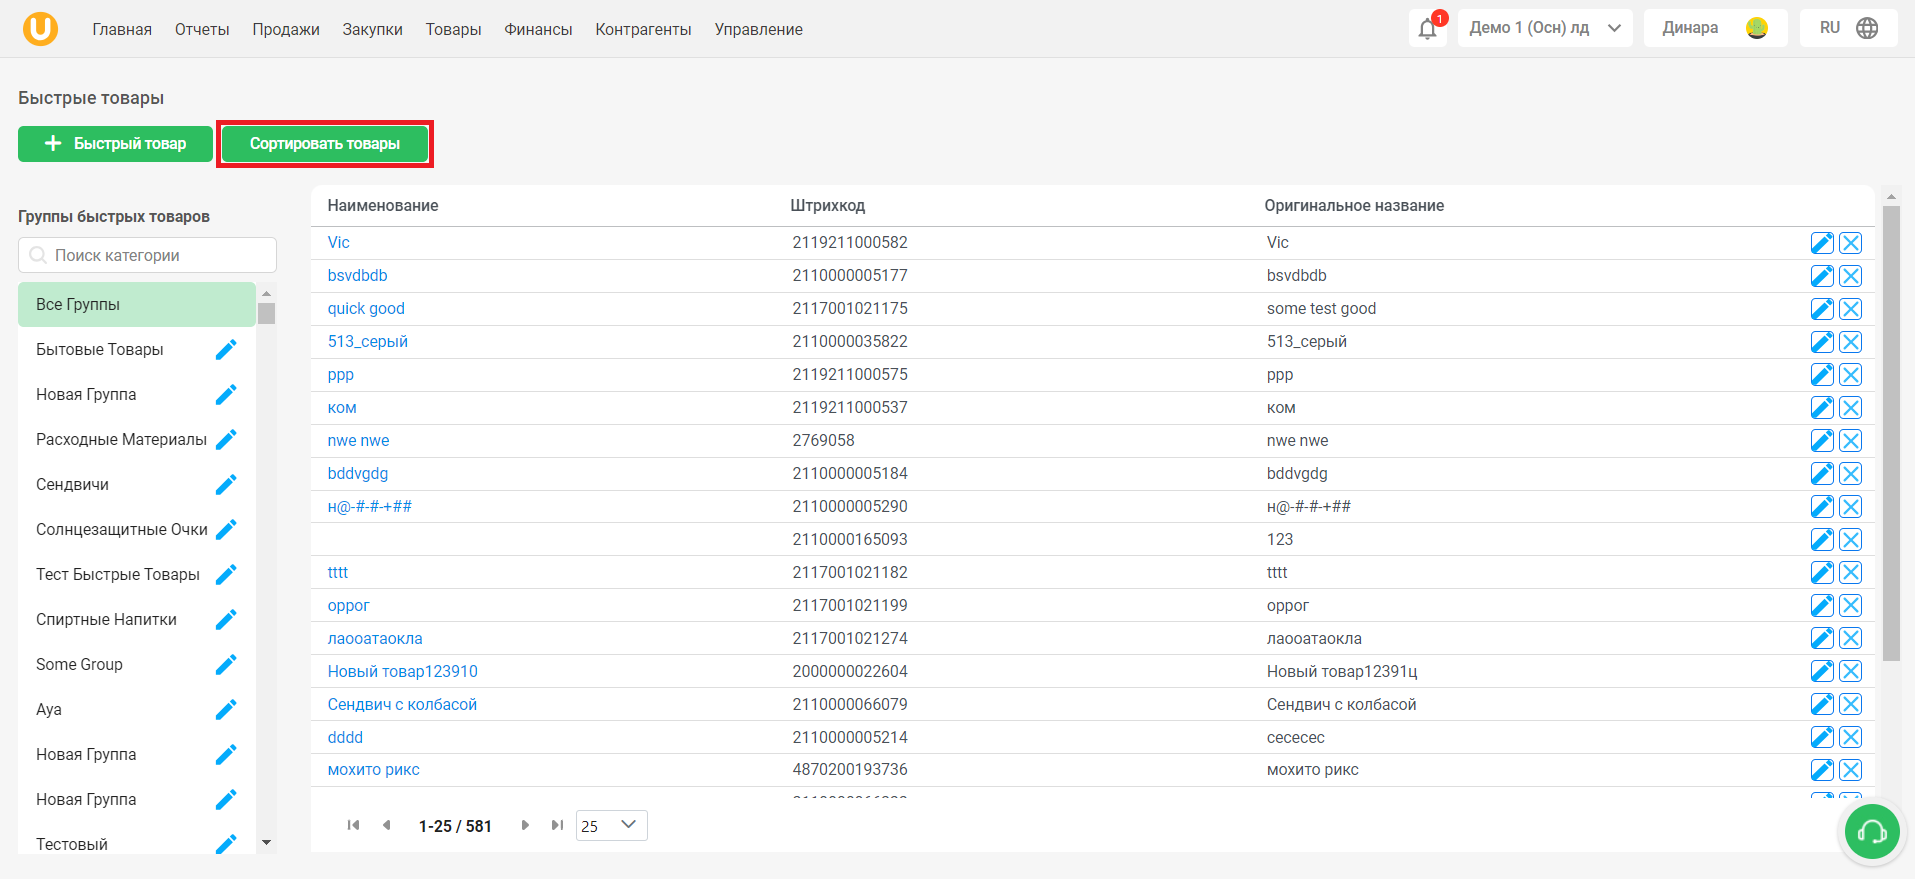 Главная Отчеты Продажи Закупки Товары Финансы Контрагенты Управление 1 Демо 1 (Осн) лд Динара RU
Быстрые товары
Быстрый товар Сортировать товары
Группы быстрых товаров
Поиск категории
Все Группы
Бытовые Товары
Новая Группа
Расходные Материалы
Сендвичи
Солнцезащитные Очки
Тест Быстрые Товары
Спиртные Напитки
Some Group
Aya
Новая Группа
Новая Группа
Тестовый
Наименование Штрихкод Оригинальное название
Vic 2119211000582 Vic
bsvdbdb 2110000005177 bsvdbdb
quick good 2117001021175 some test good
513_серый 2110000035822 513_серый
ppp 2119211000575 ppp
ком 2119211000537 ком
nwe nwe 2769058 nwe nwe
bddvgdg 2110000005184 bddvgdg
н@-#-#-+## 2110000005290 н@-#-#-+##
2110000165093 123
tttt 2117001021182 tttt
оррог 2117001021199 оррог
лаооатаокла 2117001021274 лаооатаокла
Новый товар123910 2000000022604 Новый товар12391ц
Сендвич с колбасой 2110000066079 Сендвич с колбасой
dddd 2110000005214 сececec
мохито рикс 4870200193736 мохито рикс
1-25 / 581 25